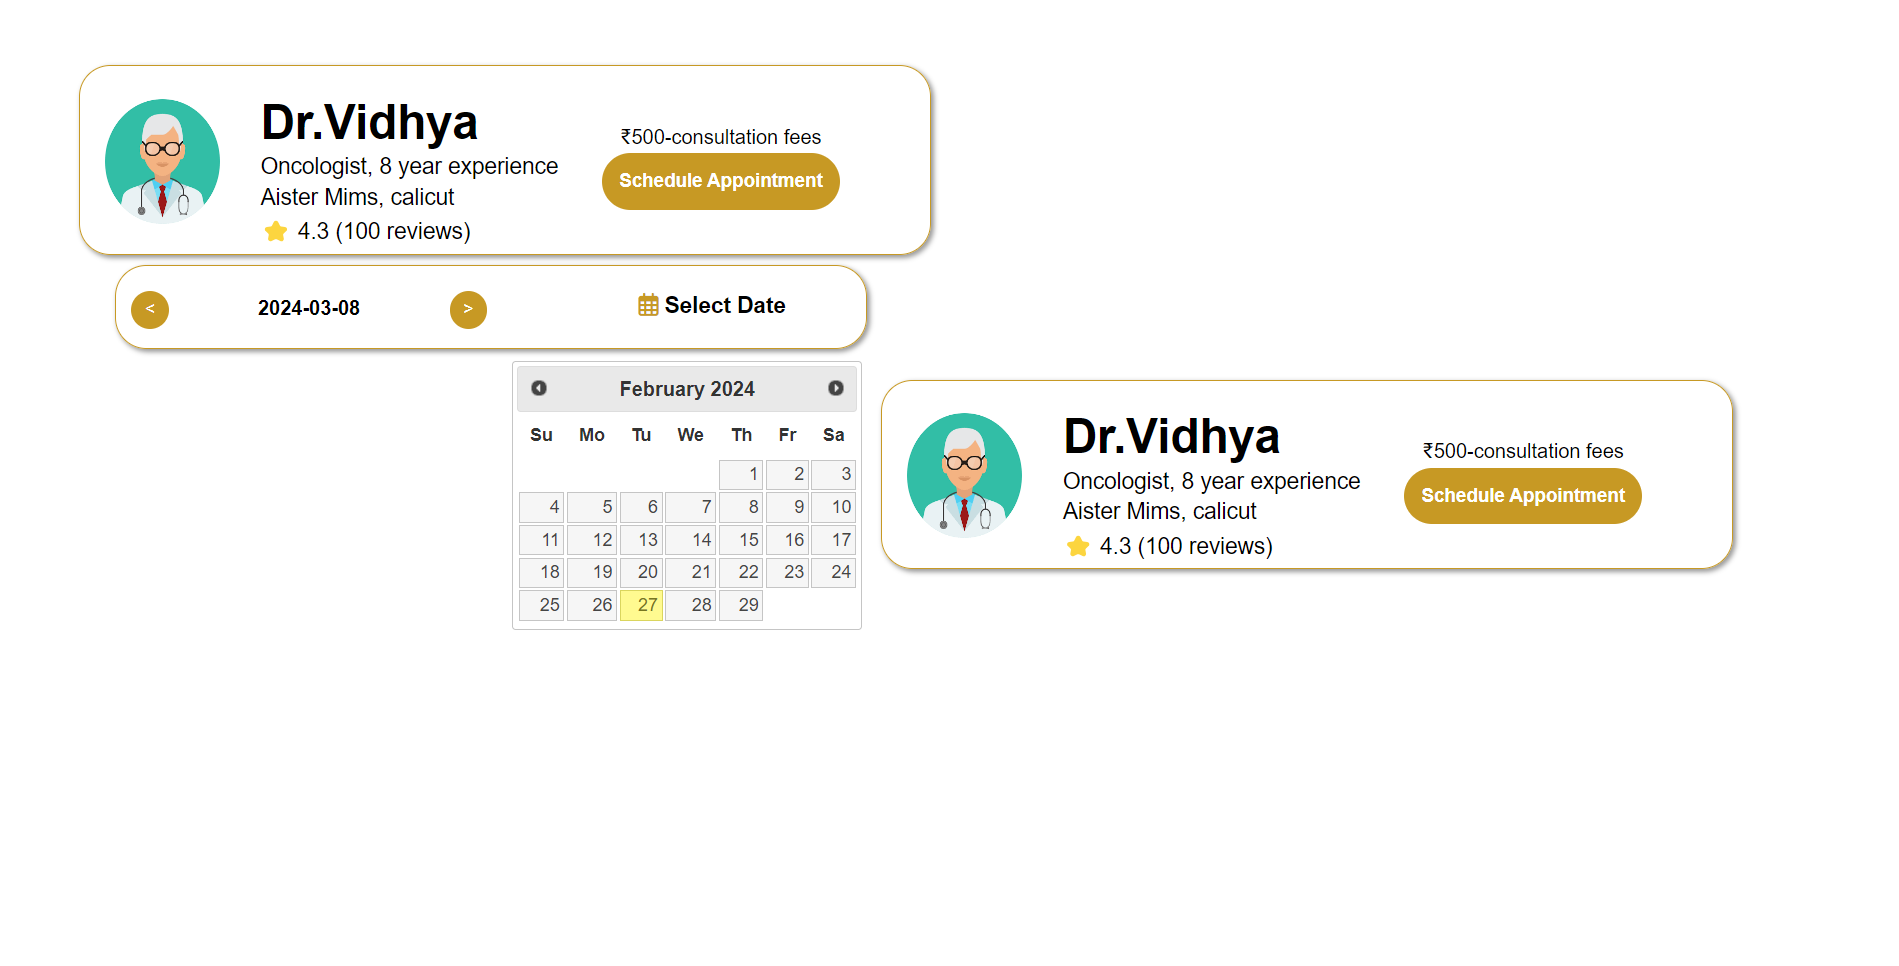 Dr.Vidhya
Oncologist, 8 year experience
Aister Mims, calicut
4.3 (100 reviews)
₹500-consultation fees
Schedule Appointment
< 2024-03-08 > Select Date
February 2024
Su Mo Tu We Th Fr Sa
1 2 3
4 5 6 7 8 9 10
11 12 13 14 15 16 17
18 19 20 21 22 23 24
25 26 27 28 29
Dr.Vidhya
Oncologist, 8 year experience
Aister Mims, calicut
4.3 (100 reviews)
₹500-consultation fees
Schedule Appointment